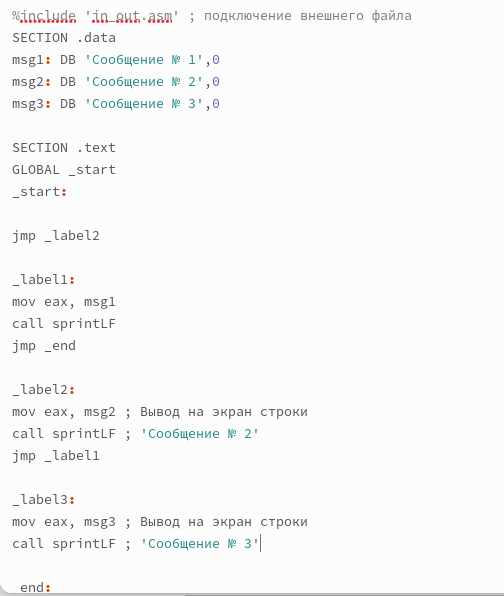 %include 'in_out.asm' ; подключение внешнего файла
SECTION .data
msg1: DB 'Сообщение № 1',0
msg2: DB 'Сообщение № 2',0
msg3: DB 'Сообщение № 3',0
SECTION .text
GLOBAL _start
_start:
jmp _label2
_label1:
mov eax, msg1
call sprintLF
jmp _end
_label2:
mov eax, msg2 ; Вывод на экран строки
call sprintLF ; 'Сообщение № 2'
jmp _label1
_label3:
mov eax, msg3 ; Вывод на экран строки
call sprintLF ; 'Сообщение № 3'
_end: